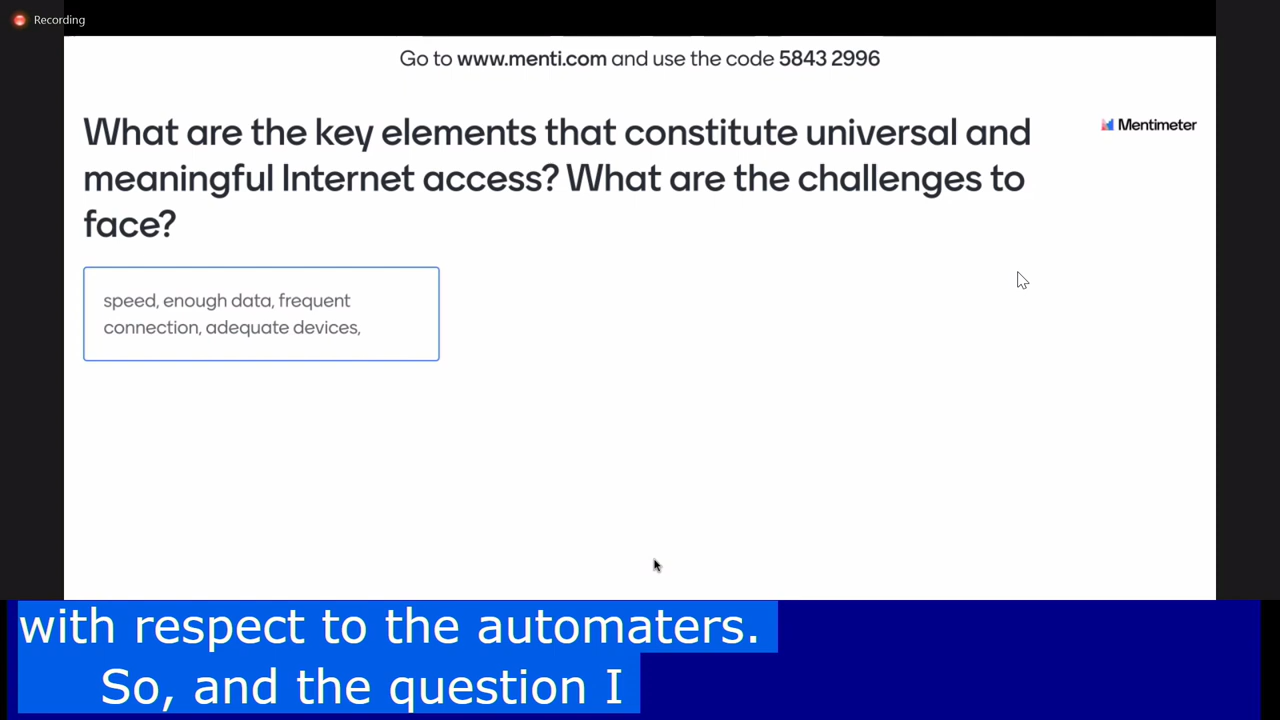 Recording
Go to www.menti.com and use the code 5843 2996
What are the key elements that constitute universal and
meaningful Internet access? What are the challenges to
face?
Mentimeter
speed, enough data, frequent
connection, adequate devices,
with respect to the automaters.
So, and the question I